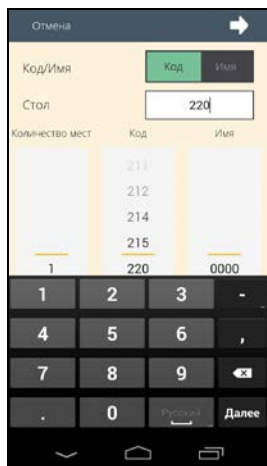 Отмена
Код/Имя Код Имя
Стол 220
Количество мест Код Имя
211
212
214
215
1 220 0000
1 2 3 -
4 5 6 ,
7 8 9
. 0 Русский Далее